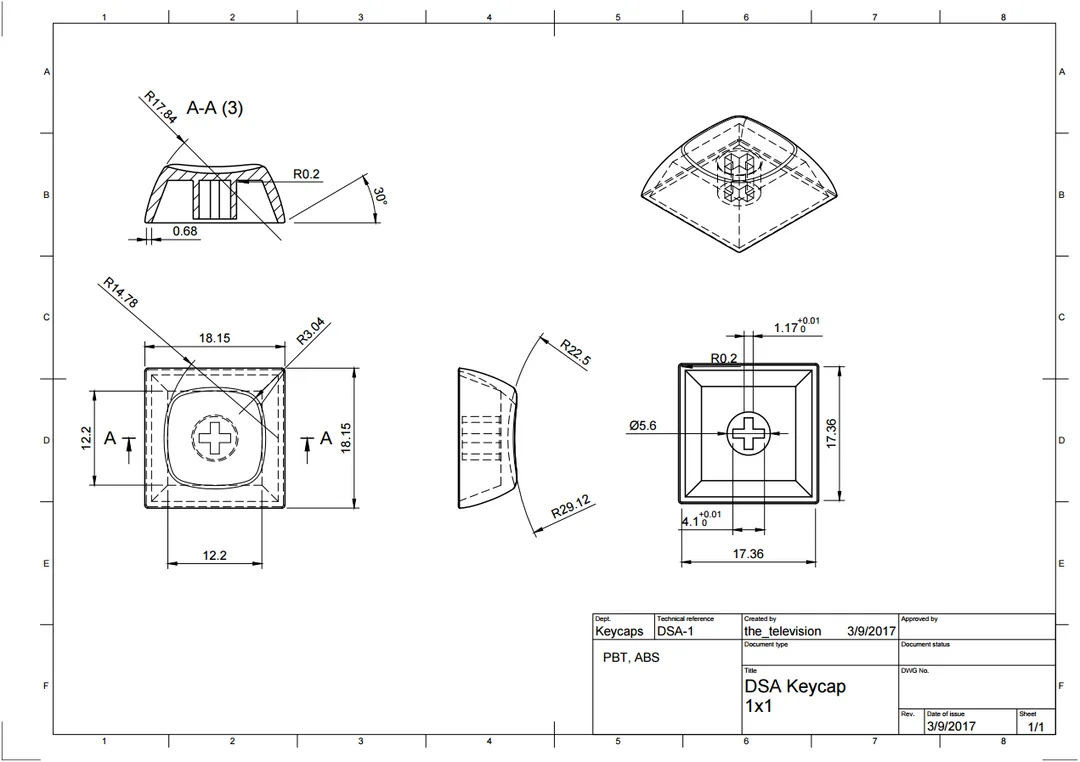 1 2 3 4 5 6 7 8
A A
R17.84
A-A (3)
R0.2
30°
B B
0.68
C C
R14.78
18.15
R3.04
R22.5
1.17 +0.01 0
R0.2
12.2
A A
18.15
D D
Ø5.6
17.36
R29.12
4.1 +0.01 0
12.2
17.36
E E
Dept. Technical reference Created by Approved by
Keycaps DSA-1 the_television 3/9/2017
Document type Document status
PBT, ABS
Title DWG No.
DSA Keycap
1x1
F F
Rev. Date of issue Sheet
3/9/2017 1/1
1 2 3 4 5 6 7 8